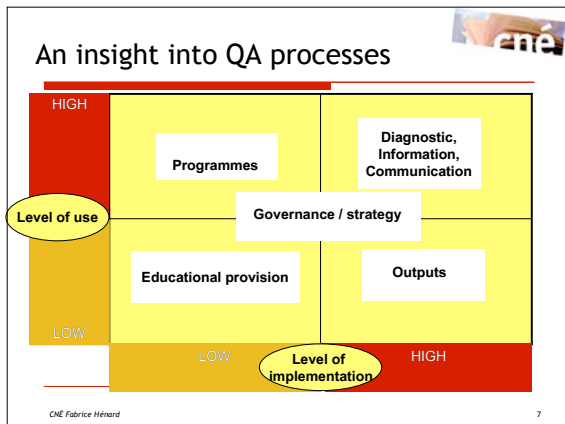 An insight into QA processes
cné
HIGH
Diagnostic,
Information,
Communication
Programmes
Level of use
Governance / strategy
Educational provision
Outputs
LOW
LOW
Level of
implementation
HIGH
CNÉ Fabrice Hénard
7